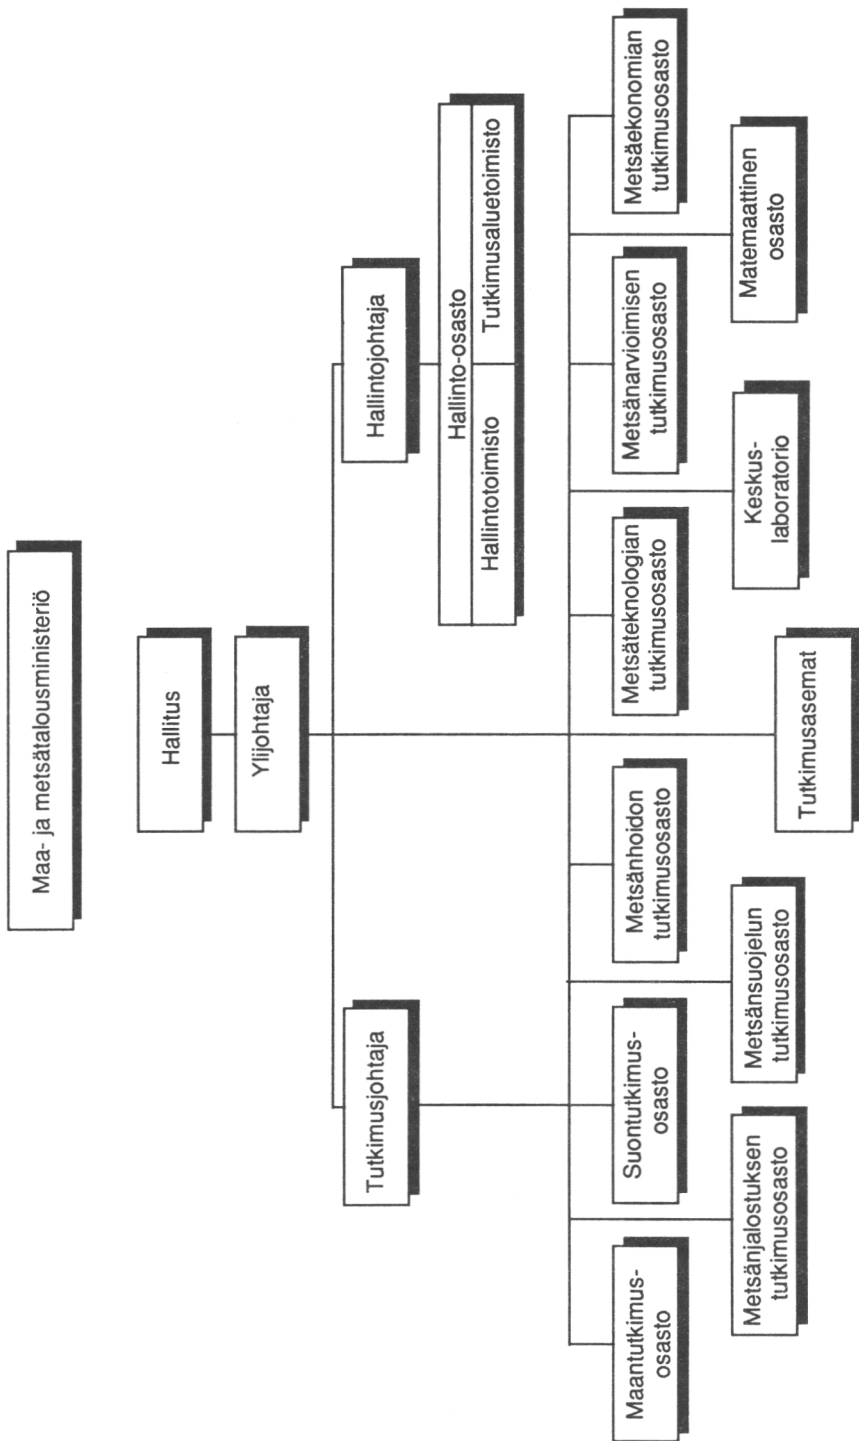 Maa- ja metsätalousministeriö
Hallitus
Ylijohtaja
Tutkimusjohtaja
Hallintojohtaja
Hallinto-osasto
Hallintotoimisto
Tutkimusaluetoimisto
Maantutkimus-
osasto
Suontutkimus-
osasto
Metsänhoidon
tutkimusosasto
Metsäteknologian
tutkimusosasto
Metsänarvioimisen
tutkimusosasto
Metsäekonomian
tutkimusosasto
Metsänjalostuksen
tutkimusosasto
Metsänsuojelun
tutkimusosasto
Tutkimusasemat
Keskus-
laboratorio
Matemaattinen
osasto